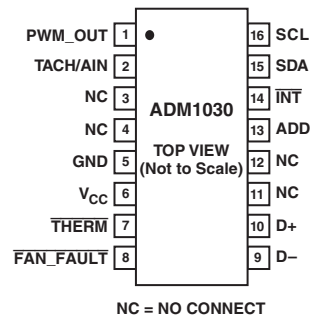 PWM_OUT 1 16 SCL
TACH/AIN 2 15 SDA
NC 3 ADM1030 14 INT
NC 4 13 ADD
GND 5 TOP VIEW 12 NC
VCC 6 (Not to Scale) 11 NC
THERM 7 10 D+
FAN_FAULT 8 9 D–
NC = NO CONNECT